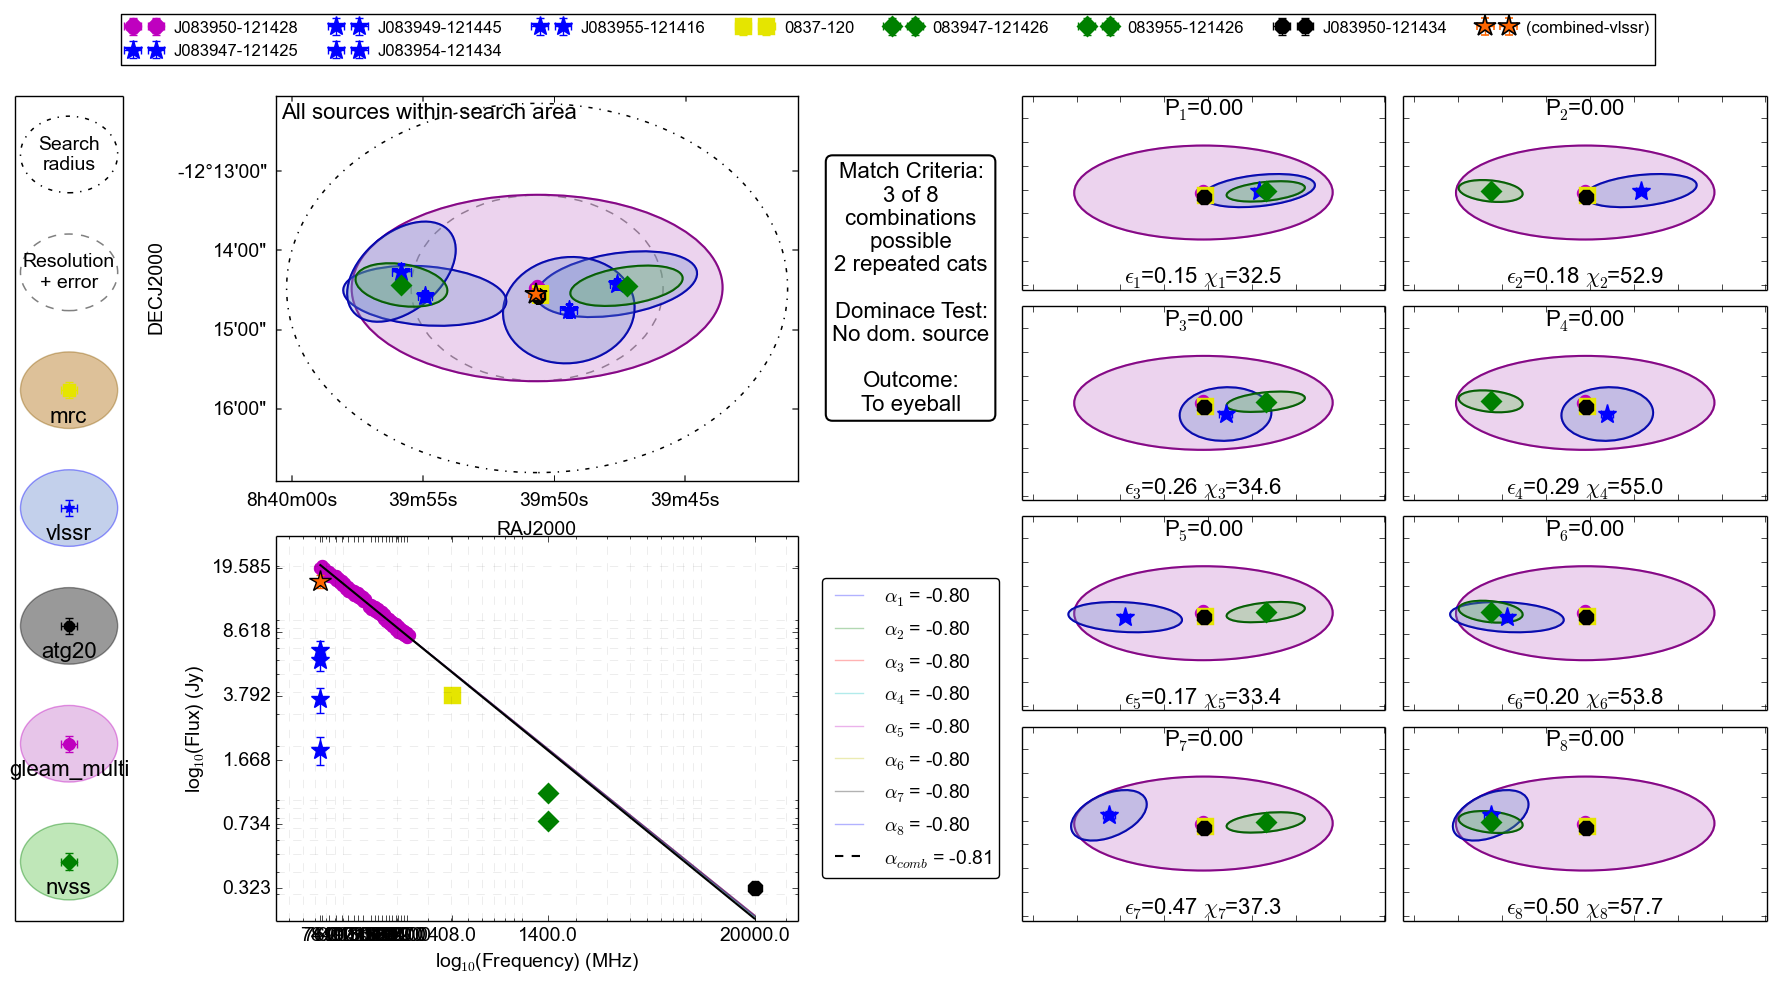 J083950-121428 J083949-121445 J083955-121416 0837-120 083947-121426 083955-121426 J083950-121434 (combined-vlssr)
J083947-121425 J083954-121434
Search
radius
Resolution
+ error
mrc
vlssr
atg20
gleam_multi
nvss
All sources within search area
DECJ2000
-12°13'00"
14'00"
15'00"
16'00"
8h40m00s 39m55s 39m50s 39m45s
RAJ2000
Match Criteria:
3 of 8
combinations
possible
2 repeated cats
Dominace Test:
No dom. source
Outcome:
To eyeball
log₁₀(Flux) (Jy)
19.585
8.618
3.792
1.668
0.734
0.323
408.0 1400.0 20000.0
log₁₀(Frequency) (MHz)
α₁ = -0.80
α₂ = -0.80
α₃ = -0.80
α₄ = -0.80
α₅ = -0.80
α₆ = -0.80
α₇ = -0.80
α₈ = -0.80
α_comb = -0.81
P₁=0.00
ϵ₁=0.15 χ₁=32.5
P₂=0.00
ϵ₂=0.18 χ₂=52.9
P₃=0.00
ϵ₃=0.26 χ₃=34.6
P₄=0.00
ϵ₄=0.29 χ₄=55.0
P₅=0.00
ϵ₅=0.17 χ₅=33.4
P₆=0.00
ϵ₆=0.20 χ₆=53.8
P₇=0.00
ϵ₇=0.47 χ₇=37.3
P₈=0.00
ϵ₈=0.50 χ₈=57.7